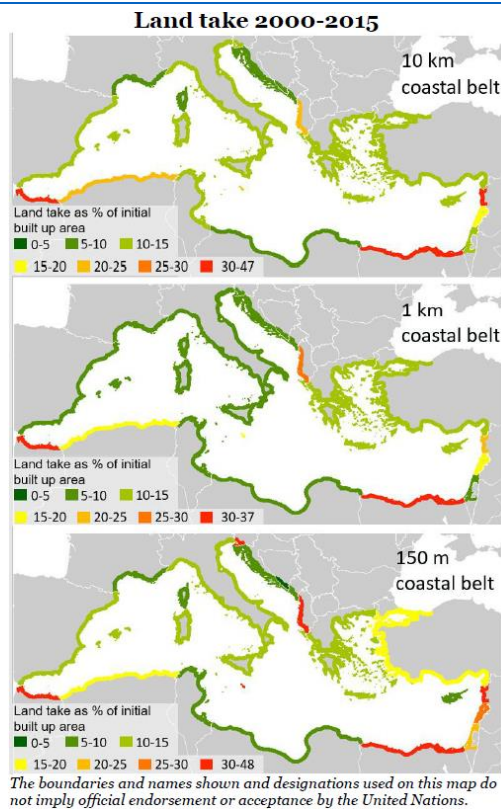 Land take 2000-2015
10 km
coastal belt
Land take as % of initial
built up area
0-5 5-10 10-15
15-20 20-25 25-30 30-47
1 km
coastal belt
Land take as % of initial
built up area
0-5 5-10 10-15
15-20 20-25 25-30 30-37
150 m
coastal belt
Land take as % of initial
built up area
0-5 5-10 10-15
15-20 20-25 25-30 30-48
The boundaries and names shown and designations used on this map do
not imply official endorsement or acceptance by the United Nations.